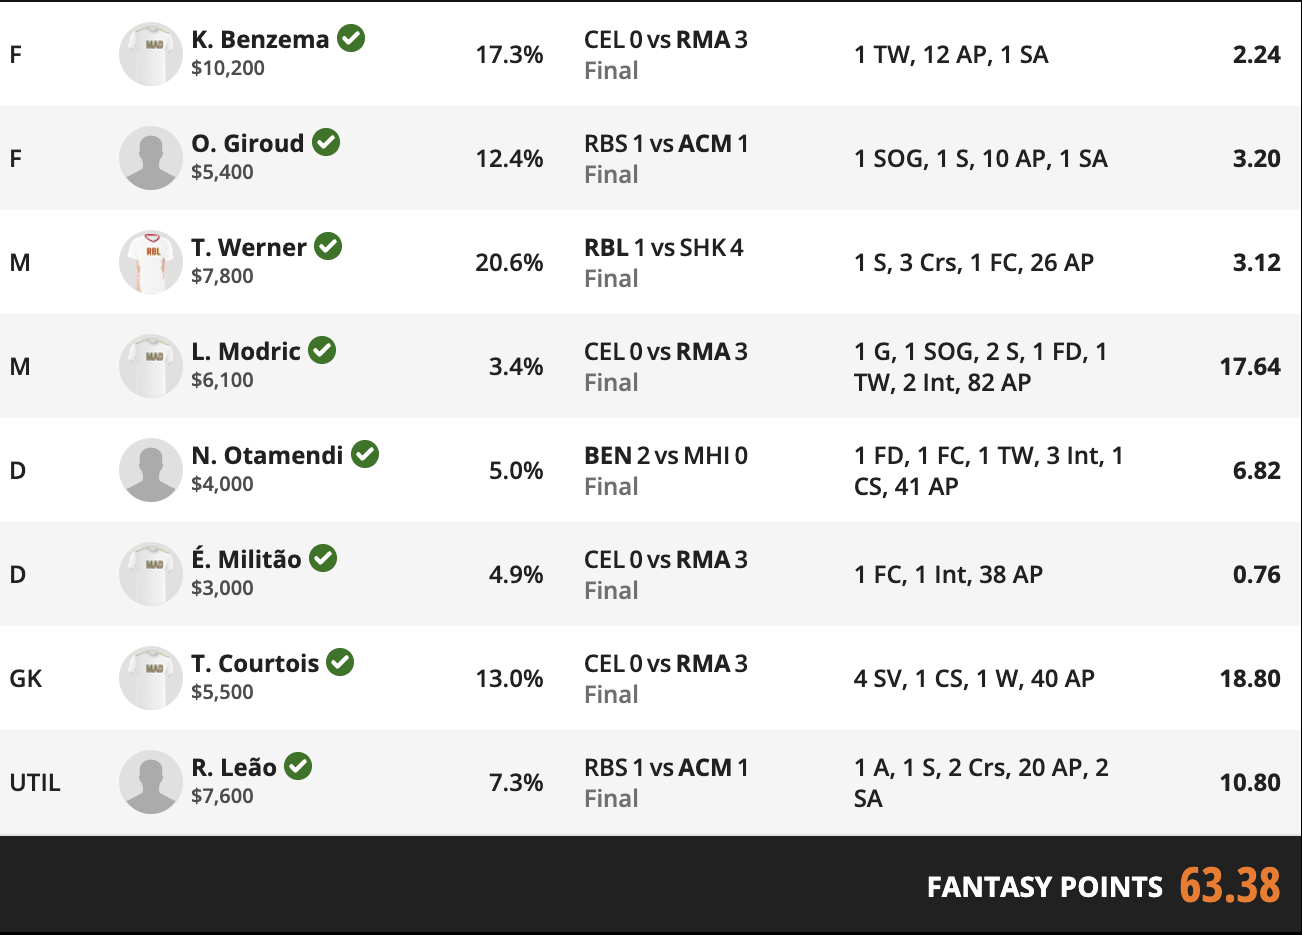 F
MAD
K. Benzema
$10,200
17.3%
CEL 0 vs RMA 3
Final
1 TW, 12 AP, 1 SA
2.24
F
O. Giroud
$5,400
12.4%
RBS 1 vs ACM 1
Final
1 SOG, 1 S, 10 AP, 1 SA
3.20
M
RBL
T. Werner
$7,800
20.6%
RBL 1 vs SHK 4
Final
1 S, 3 Crs, 1 FC, 26 AP
3.12
M
MAD
L. Modric
$6,100
3.4%
CEL 0 vs RMA 3
Final
1 G, 1 SOG, 2 S, 1 FD, 1
TW, 2 Int, 82 AP
17.64
D
N. Otamendi
$4,000
5.0%
BEN 2 vs MHI 0
Final
1 FD, 1 FC, 1 TW, 3 Int, 1
CS, 41 AP
6.82
D
MAD
É. Militão
$3,000
4.9%
CEL 0 vs RMA 3
Final
1 FC, 1 Int, 38 AP
0.76
GK
MAD
T. Courtois
$5,500
13.0%
CEL 0 vs RMA 3
Final
4 SV, 1 CS, 1 W, 40 AP
18.80
UTIL
R. Leão
$7,600
7.3%
RBS 1 vs ACM 1
Final
1 A, 1 S, 2 Crs, 20 AP, 2
SA
10.80
FANTASY POINTS 63.38